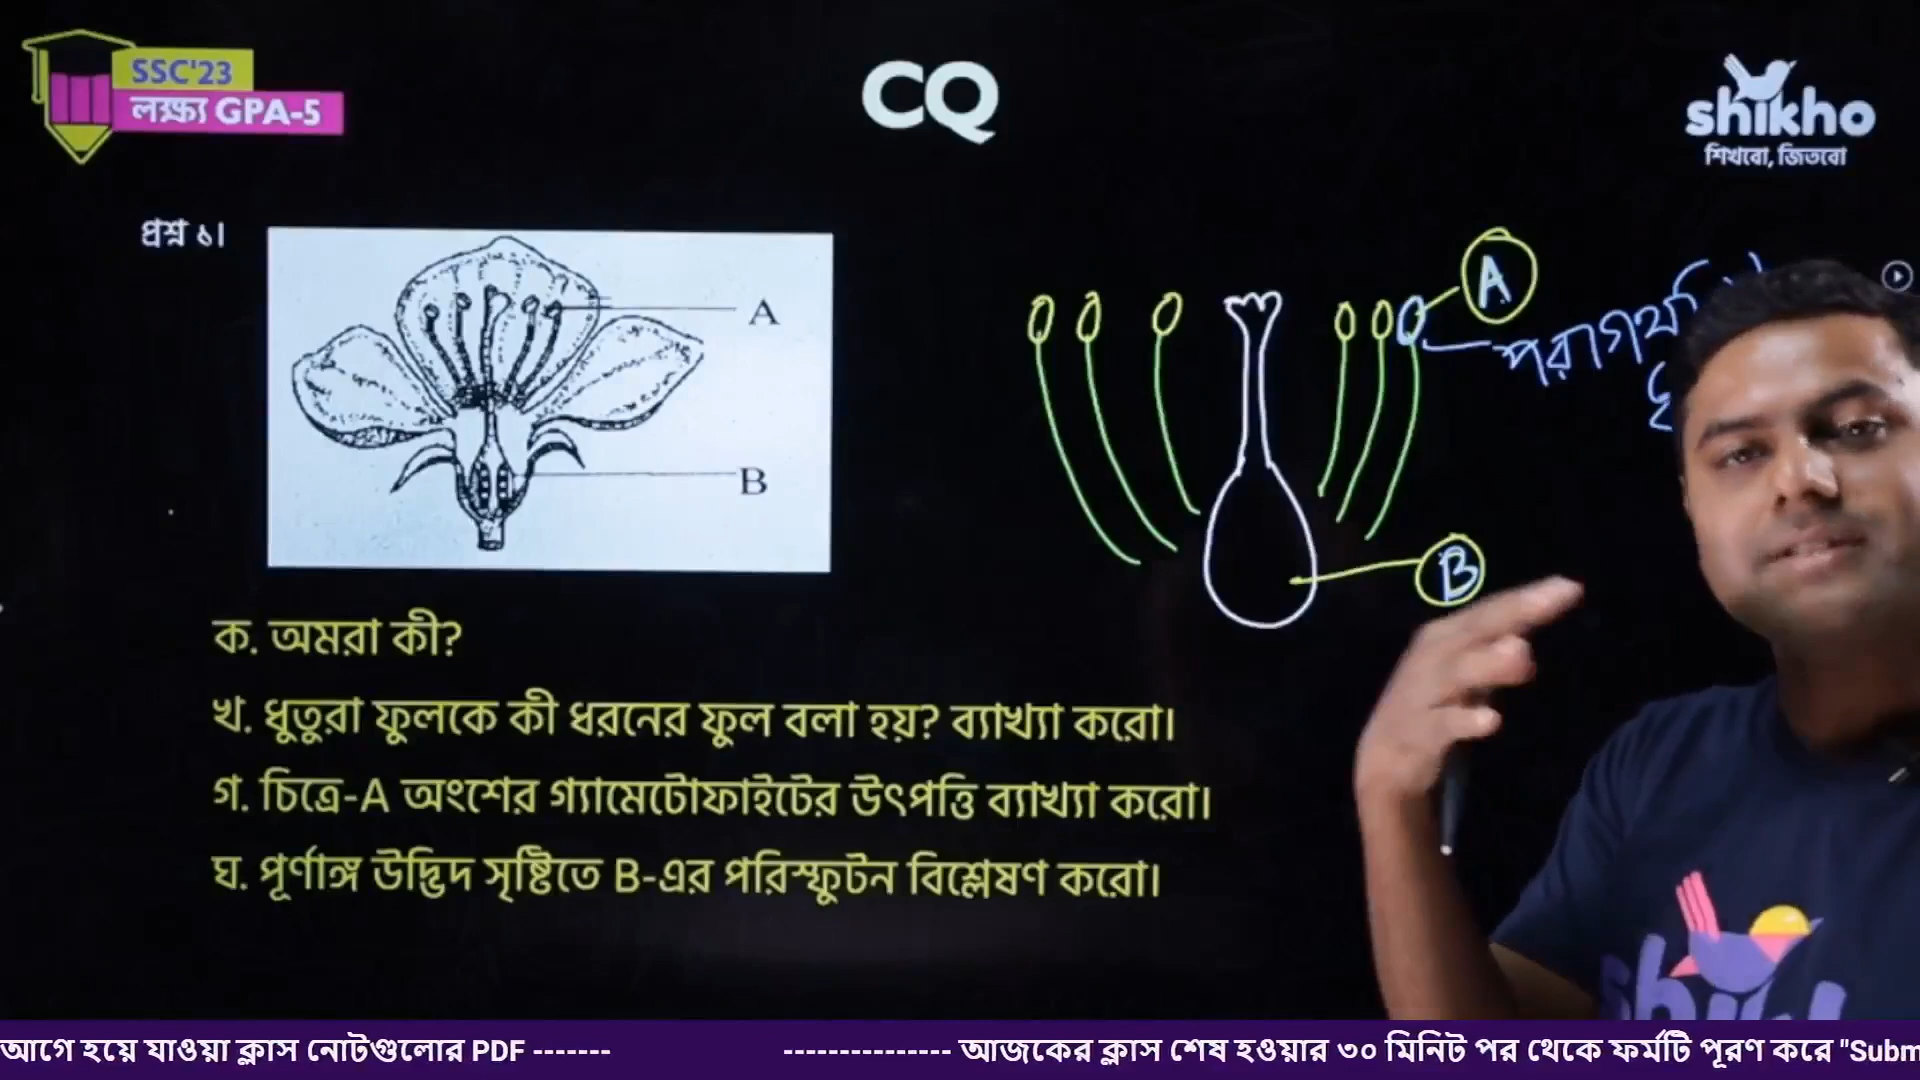 SSC'23
লক্ষ্য GPA-5
CQ
shikho
শিখবো, জিতবো
প্রশ্ন ১।
A
B
A
B
ক. অমরা কী?
খ. ধুতুরা ফুলকে কী ধরনের ফুল বলা হয়? ব্যাখ্যা করো।
গ. চিত্রে-A অংশের গ্যামেটোফাইটের উৎপত্তি ব্যাখ্যা করো।
ঘ. পূর্ণাঙ্গ উদ্ভিদ সৃষ্টিতে B-এর পরিস্ফুটন বিশ্লেষণ করো।
আগে হয়ে যাওয়া ক্লাস নোটগুলোর PDF ------- --------------- আজকের ক্লাস শেষ হওয়ার ৩০ মিনিট পর থেকে ফর্মটি পূরণ করে "Subm